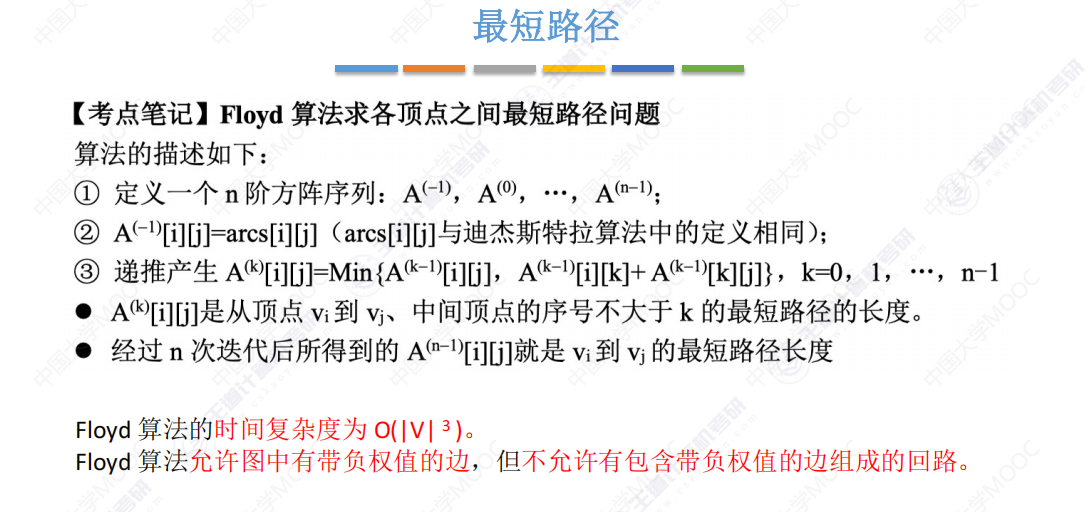 最短路径
【考点笔记】Floyd 算法求各顶点之间最短路径问题
算法的描述如下：
① 定义一个 n 阶方阵序列：A⁽⁻¹⁾，A⁽⁰⁾，…，A⁽ⁿ⁻¹⁾；
② A⁽⁻¹⁾[i][j]=arcs[i][j]（arcs[i][j]与迪杰斯特拉算法中的定义相同）；
③ 递推产生 A⁽ᵏ⁾[i][j]=Min{A⁽ᵏ⁻¹⁾[i][j]，A⁽ᵏ⁻¹⁾[i][k]+ A⁽ᵏ⁻¹⁾[k][j]}，k=0，1，…，n-1
● A⁽ᵏ⁾[i][j]是从顶点 vᵢ 到 vⱼ、中间顶点的序号不大于 k 的最短路径的长度。
● 经过 n 次迭代后所得到的 A⁽ⁿ⁻¹⁾[i][j]就是 vᵢ 到 vⱼ 的最短路径长度
Floyd 算法的时间复杂度为 O(|V| ³ )。
Floyd 算法允许图中有带负权值的边，但不允许有包含带负权值的边组成的回路。
中国大学MOOC
王道计算机考研